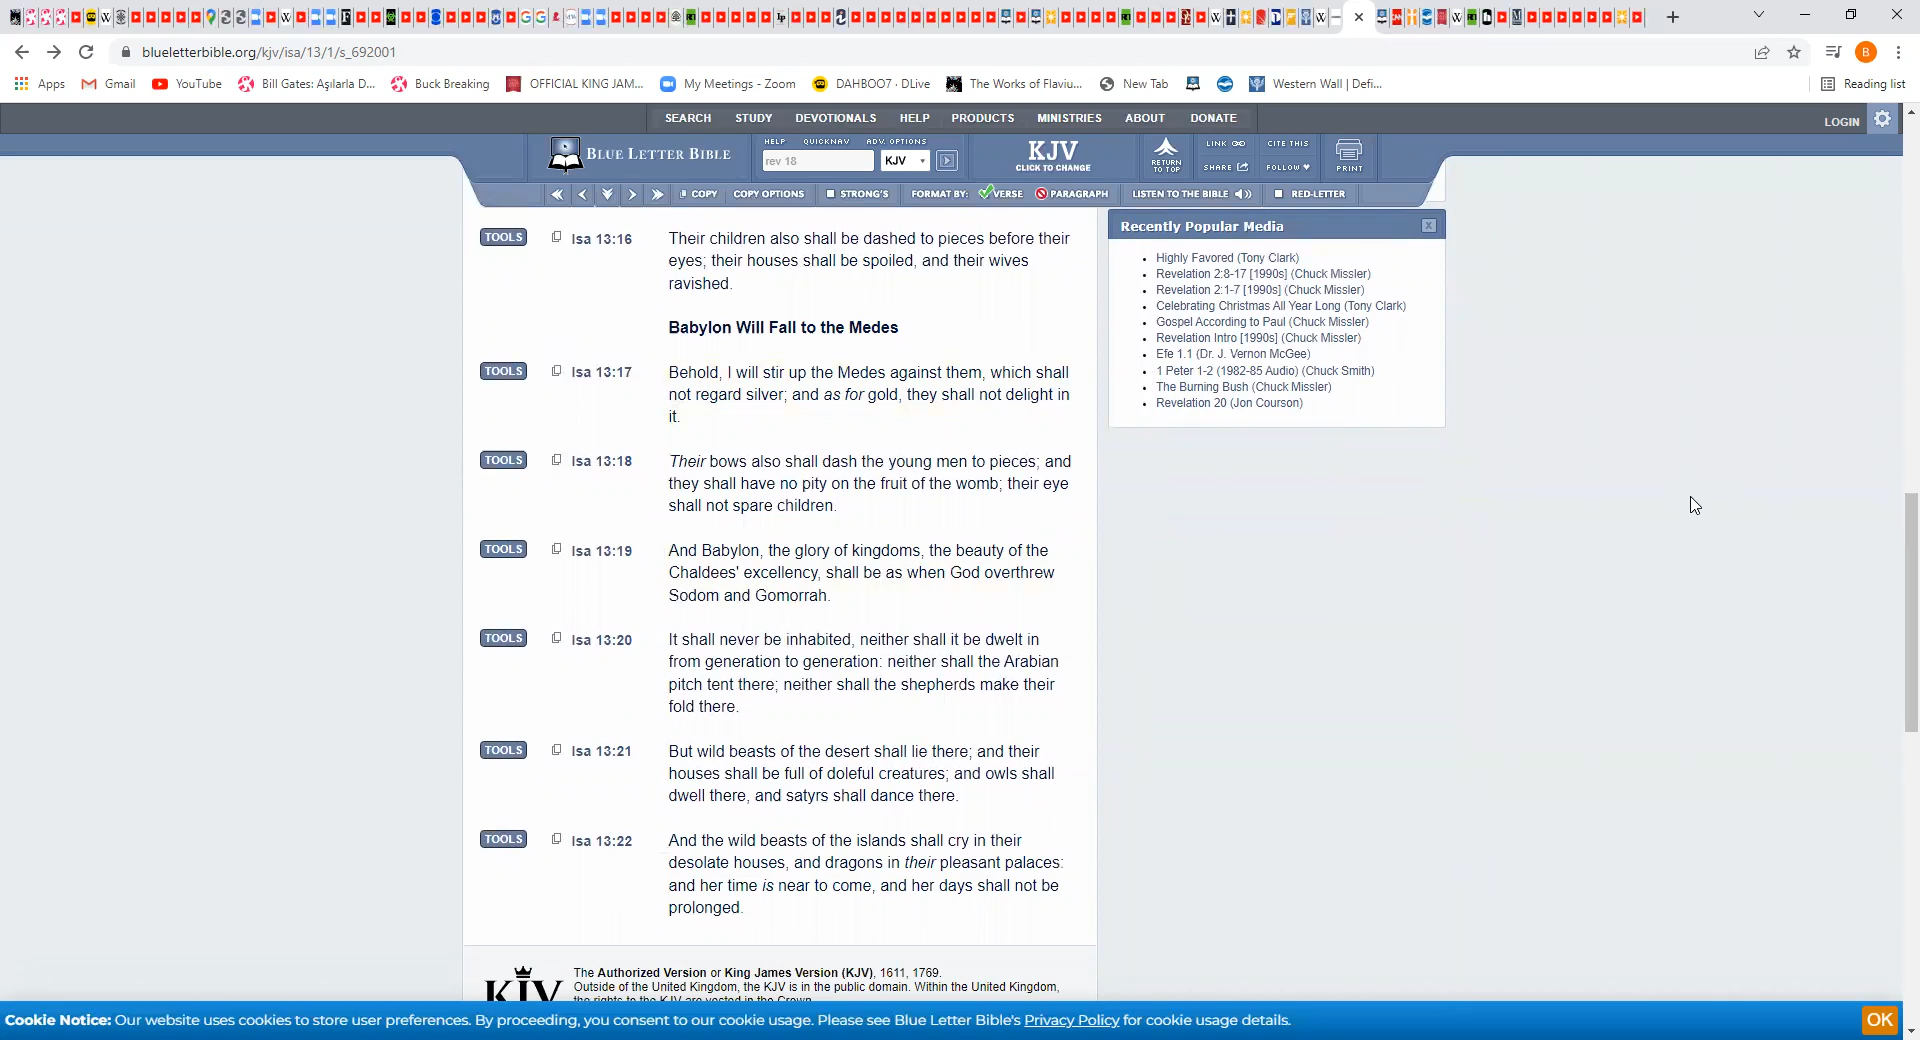 blueletterbible.org/kjv/isa/13/1/s_692001
B
Apps
Gmail
YouTube
Bill Gates: Aşılarla D...
Buck Breaking
OFFICIAL KING JAM...
My Meetings - Zoom
DAHBOO7 · DLive
The Works of Flaviu...
New Tab
Western Wall | Defi...
Reading list
SEARCH STUDY DEVOTIONALS HELP PRODUCTS MINISTRIES ABOUT DONATE
LOGIN
BLUE LETTER BIBLE
HELP QUICKNAV ADV. OPTIONS
rev 18
KJV
KJV
CLICK TO CHANGE
RETURN
TO TOP
LINK
SHARE
CITE THIS
FOLLOW
PRINT
COPY COPY OPTIONS STRONG'S FORMAT BY: VERSE PARAGRAPH LISTEN TO THE BIBLE RED-LETTER
TOOLS Isa 13:16 Their children also shall be dashed to pieces before their
eyes; their houses shall be spoiled, and their wives
ravished.
Babylon Will Fall to the Medes
TOOLS Isa 13:17 Behold, I will stir up the Medes against them, which shall
not regard silver; and as for gold, they shall not delight in
it.
TOOLS Isa 13:18 Their bows also shall dash the young men to pieces; and
they shall have no pity on the fruit of the womb; their eye
shall not spare children.
TOOLS Isa 13:19 And Babylon, the glory of kingdoms, the beauty of the
Chaldees' excellency, shall be as when God overthrew
Sodom and Gomorrah.
TOOLS Isa 13:20 It shall never be inhabited, neither shall it be dwelt in
from generation to generation: neither shall the Arabian
pitch tent there; neither shall the shepherds make their
fold there.
TOOLS Isa 13:21 But wild beasts of the desert shall lie there; and their
houses shall be full of doleful creatures; and owls shall
dwell there, and satyrs shall dance there.
TOOLS Isa 13:22 And the wild beasts of the islands shall cry in their
desolate houses, and dragons in their pleasant palaces:
and her time is near to come, and her days shall not be
prolonged.
Recently Popular Media
Highly Favored (Tony Clark)
Revelation 2:8-17 [1990s] (Chuck Missler)
Revelation 2:1-7 [1990s] (Chuck Missler)
Celebrating Christmas All Year Long (Tony Clark)
Gospel According to Paul (Chuck Missler)
Revelation Intro [1990s] (Chuck Missler)
Efe 1.1 (Dr. J. Vernon McGee)
1 Peter 1-2 (1982-85 Audio) (Chuck Smith)
The Burning Bush (Chuck Missler)
Revelation 20 (Jon Courson)
KJV
The Authorized Version or King James Version (KJV), 1611, 1769.
Outside of the United Kingdom, the KJV is in the public domain. Within the United Kingdom,
the rights to the KJV are vested in the Crown.
Cookie Notice: Our website uses cookies to store user preferences. By proceeding, you consent to our cookie usage. Please see Blue Letter Bible's Privacy Policy for cookie usage details.
OK